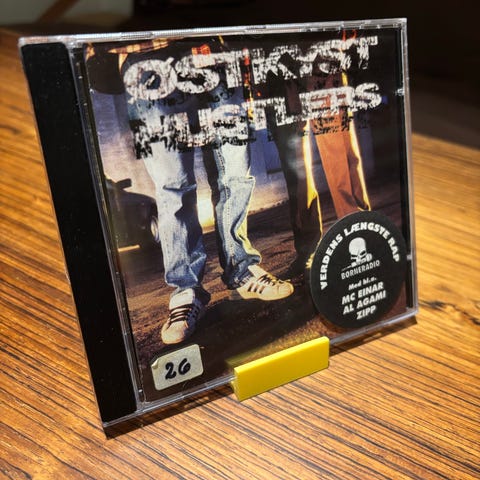 ØSTKYST
HUSTLERS
VERDENS LÆNGSTE RAP
BØRNERADIO
Med bl.a.
MC EINAR
AL AGAMI
ZIPP
26